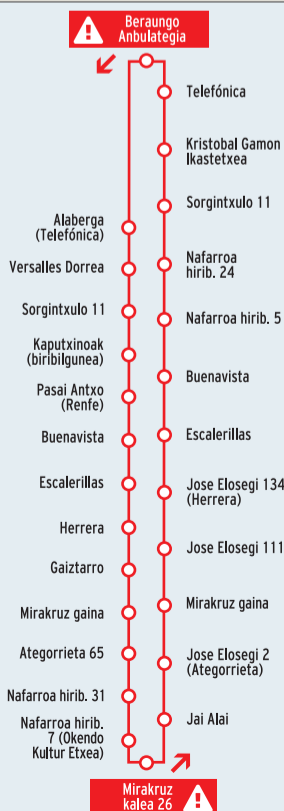 Beraungo
Anbulategia
Telefónica
Kristobal Gamon
Ikastetxea
Sorgintxulo 11
Nafarroa
hirib. 24
Nafarroa hirib. 5
Buenavista
Escalerillas
Jose Elosegi 134
(Herrera)
Jose Elosegi 111
Mirakruz gaina
Jose Elosegi 2
(Ategorrieta)
Jai Alai
Alaberga
(Telefónica)
Versalles Dorrea
Sorgintxulo 11
Kaputxinoak
(biribilgunea)
Pasai Antxo
(Renfe)
Buenavista
Escalerillas
Herrera
Gaiztarro
Mirakruz gaina
Ategorrieta 65
Nafarroa hirib. 31
Nafarroa hirib.
7 (Okendo
Kultur Etxea)
Mirakruz
kalea 26